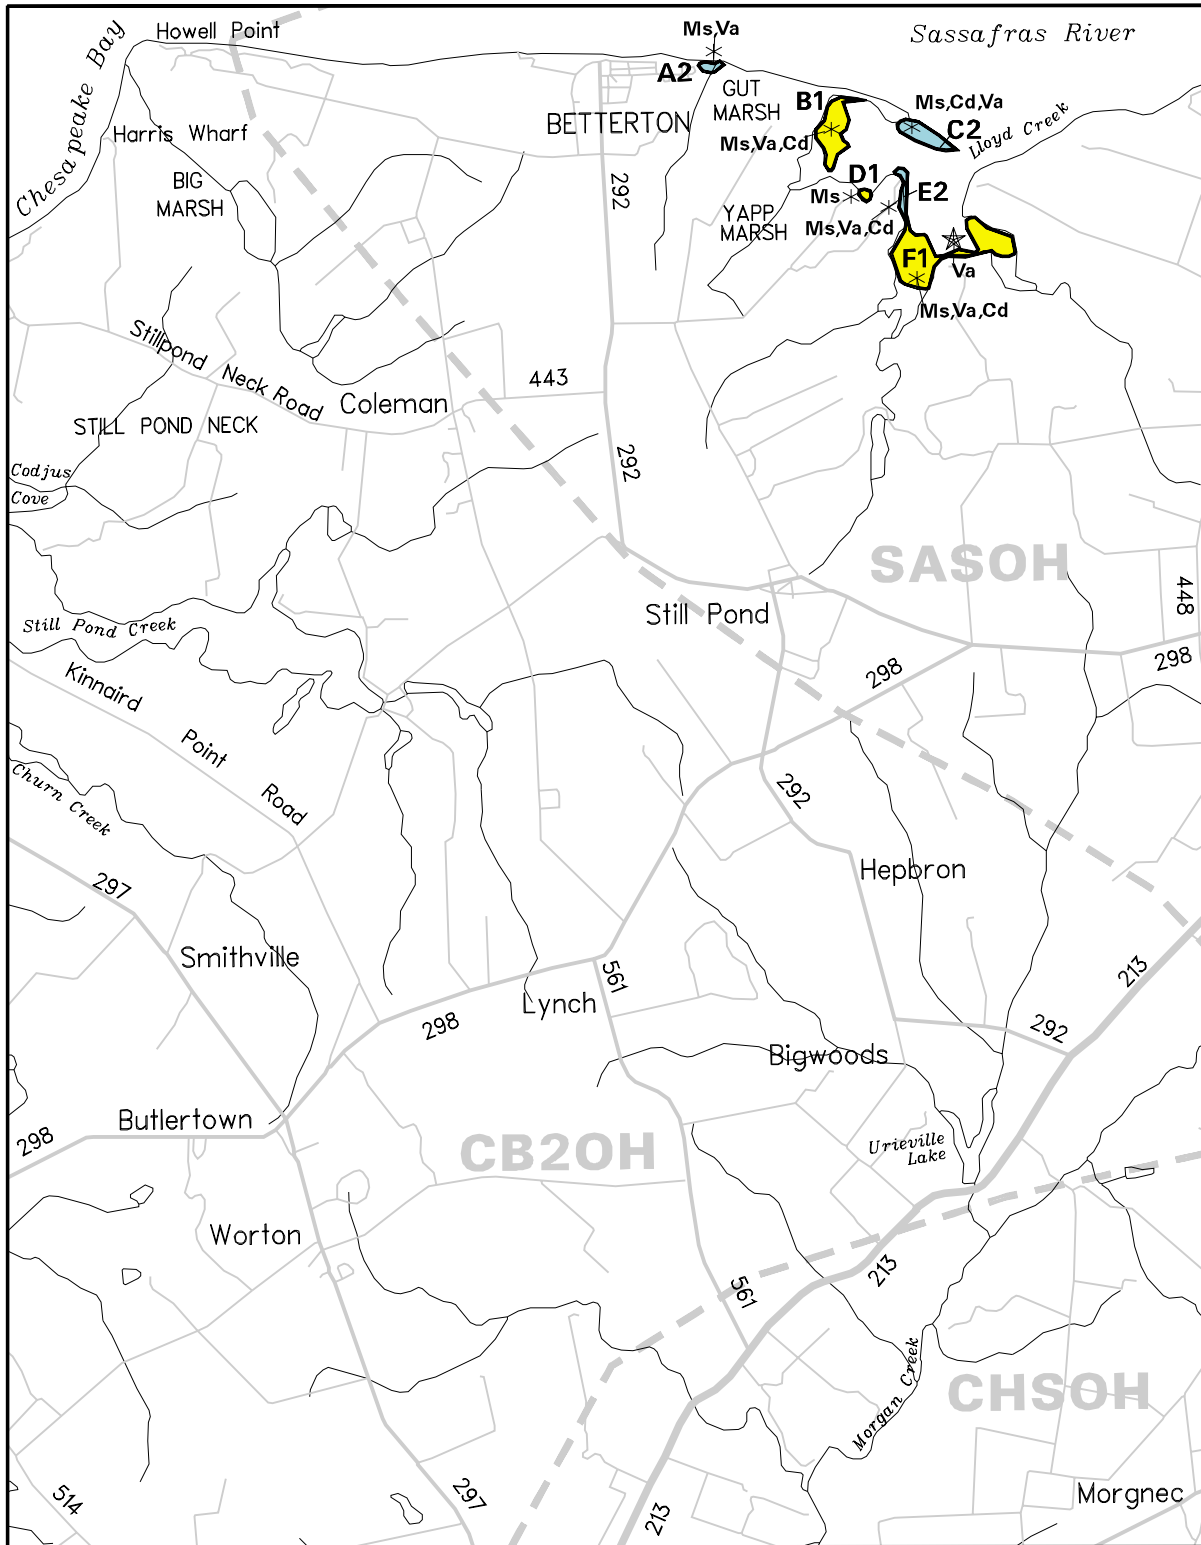 Howell Point
Ms,Va
Sassafras River
Chesapeake Bay
A2
GUT
MARSH
B1
Ms,Cd,Va
C2
Lloyd Creek
Harris Wharf
BETTERTON
Ms,Va,Cd
BIG
MARSH
292
D1
Ms
E2
YAPP
MARSH
Ms,Va,Cd
F1
Va
Ms,Va,Cd
Stillpond Neck Road
443
Coleman
STILL POND NECK
292
Codjus
Cove
SASOH
448
Still Pond
Still Pond Creek
298
298
Kinnaird Point Road
Churn Creek
292
Hepbron
297
Smithville
561
213
Lynch
298
292
Bigwoods
Butlertown
298
CB2OH
Urieville
Lake
Worton
213
561
Morgan Creek
CHSOH
514
297
213
Morgnec